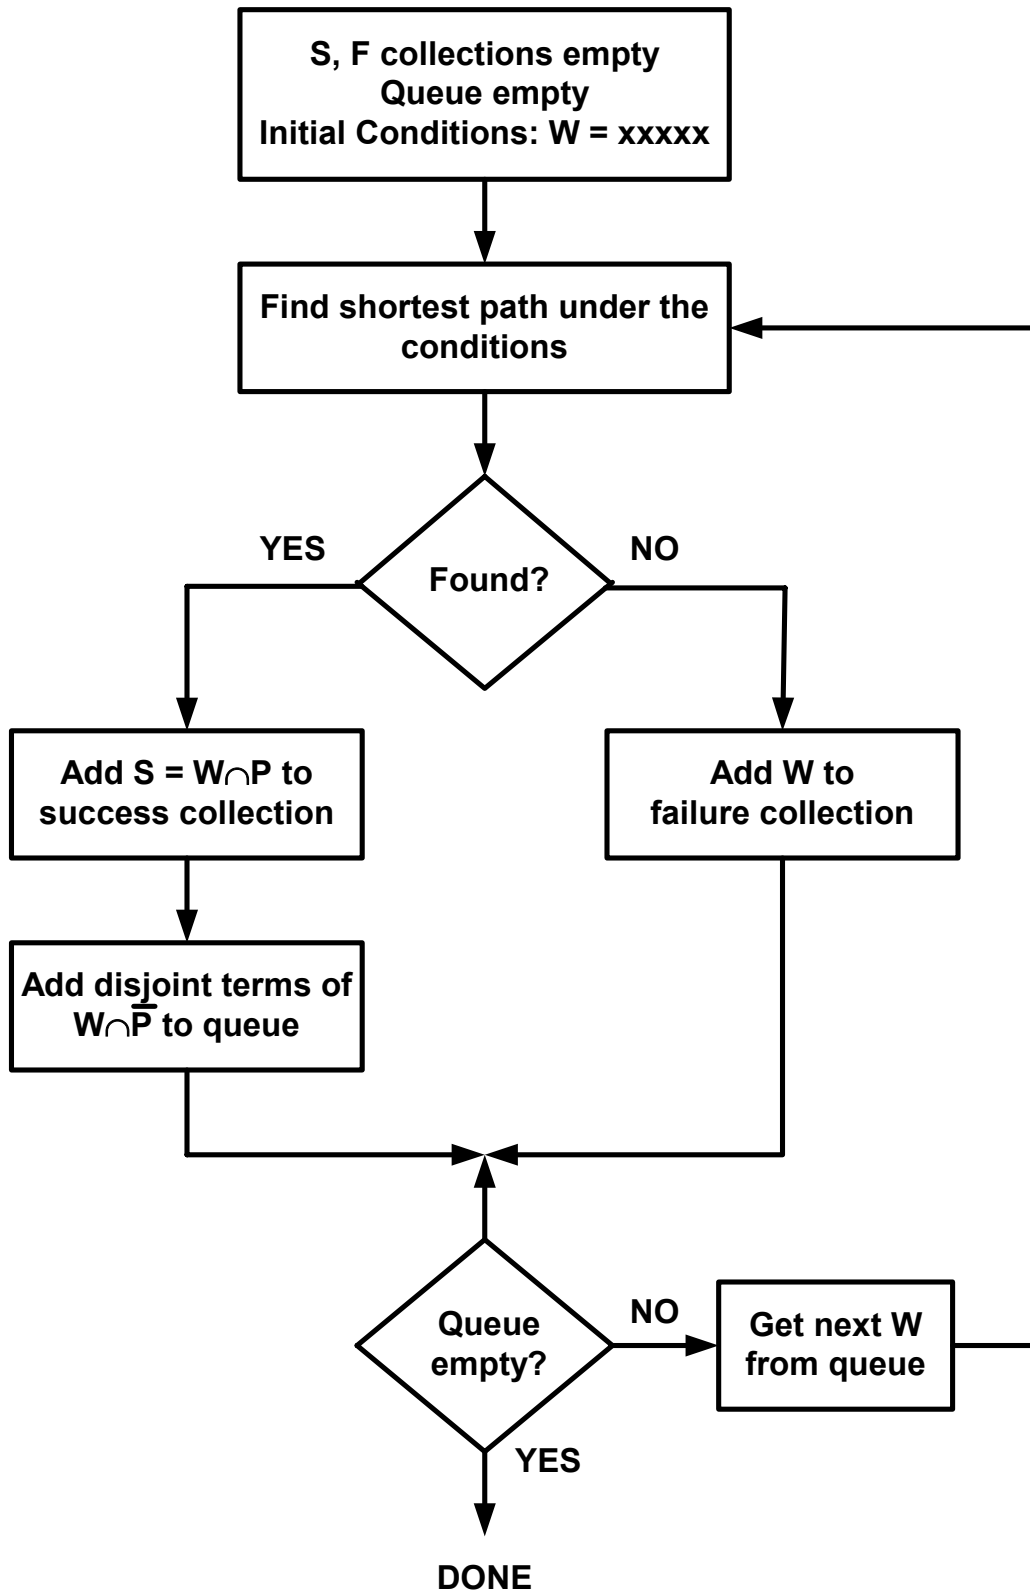 S, F collections empty
Queue empty
Initial Conditions: W = xxxxx
Find shortest path under the
conditions
YES
NO
Found?
Add S = W∩P to
success collection
Add W to
failure collection
Add disjoint terms of
W∩P̅ to queue
Queue
empty?
NO
Get next W
from queue
YES
DONE